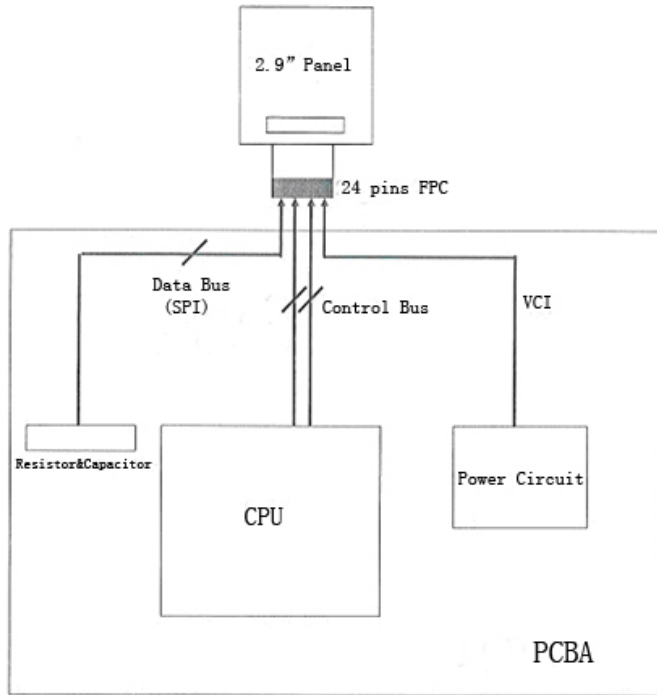 2.9” Panel
24 pins FPC
Data Bus
(SPI)
Control Bus
VCI
Resistor&Capacitor
CPU
Power Circuit
PCBA